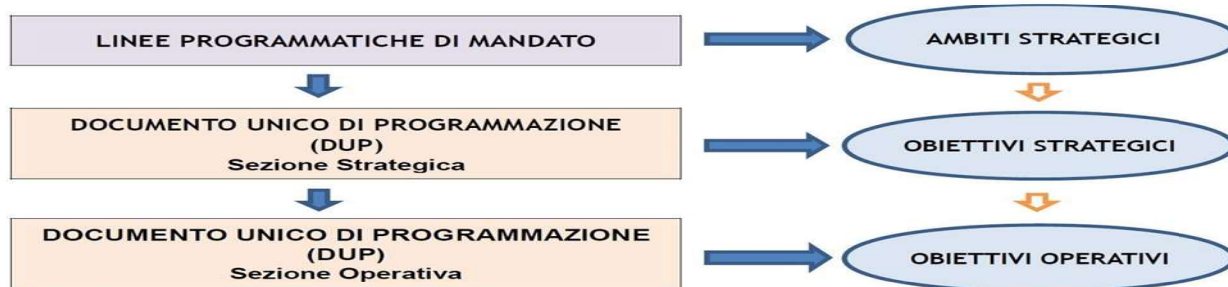 LINEE PROGRAMMATICHE DI MANDATO
AMBITI STRATEGICI
DOCUMENTO UNICO DI PROGRAMMAZIONE
(DUP)
Sezione Strategica
OBIETTIVI STRATEGICI
DOCUMENTO UNICO DI PROGRAMMAZIONE
(DUP)
Sezione Operativa
OBIETTIVI OPERATIVI